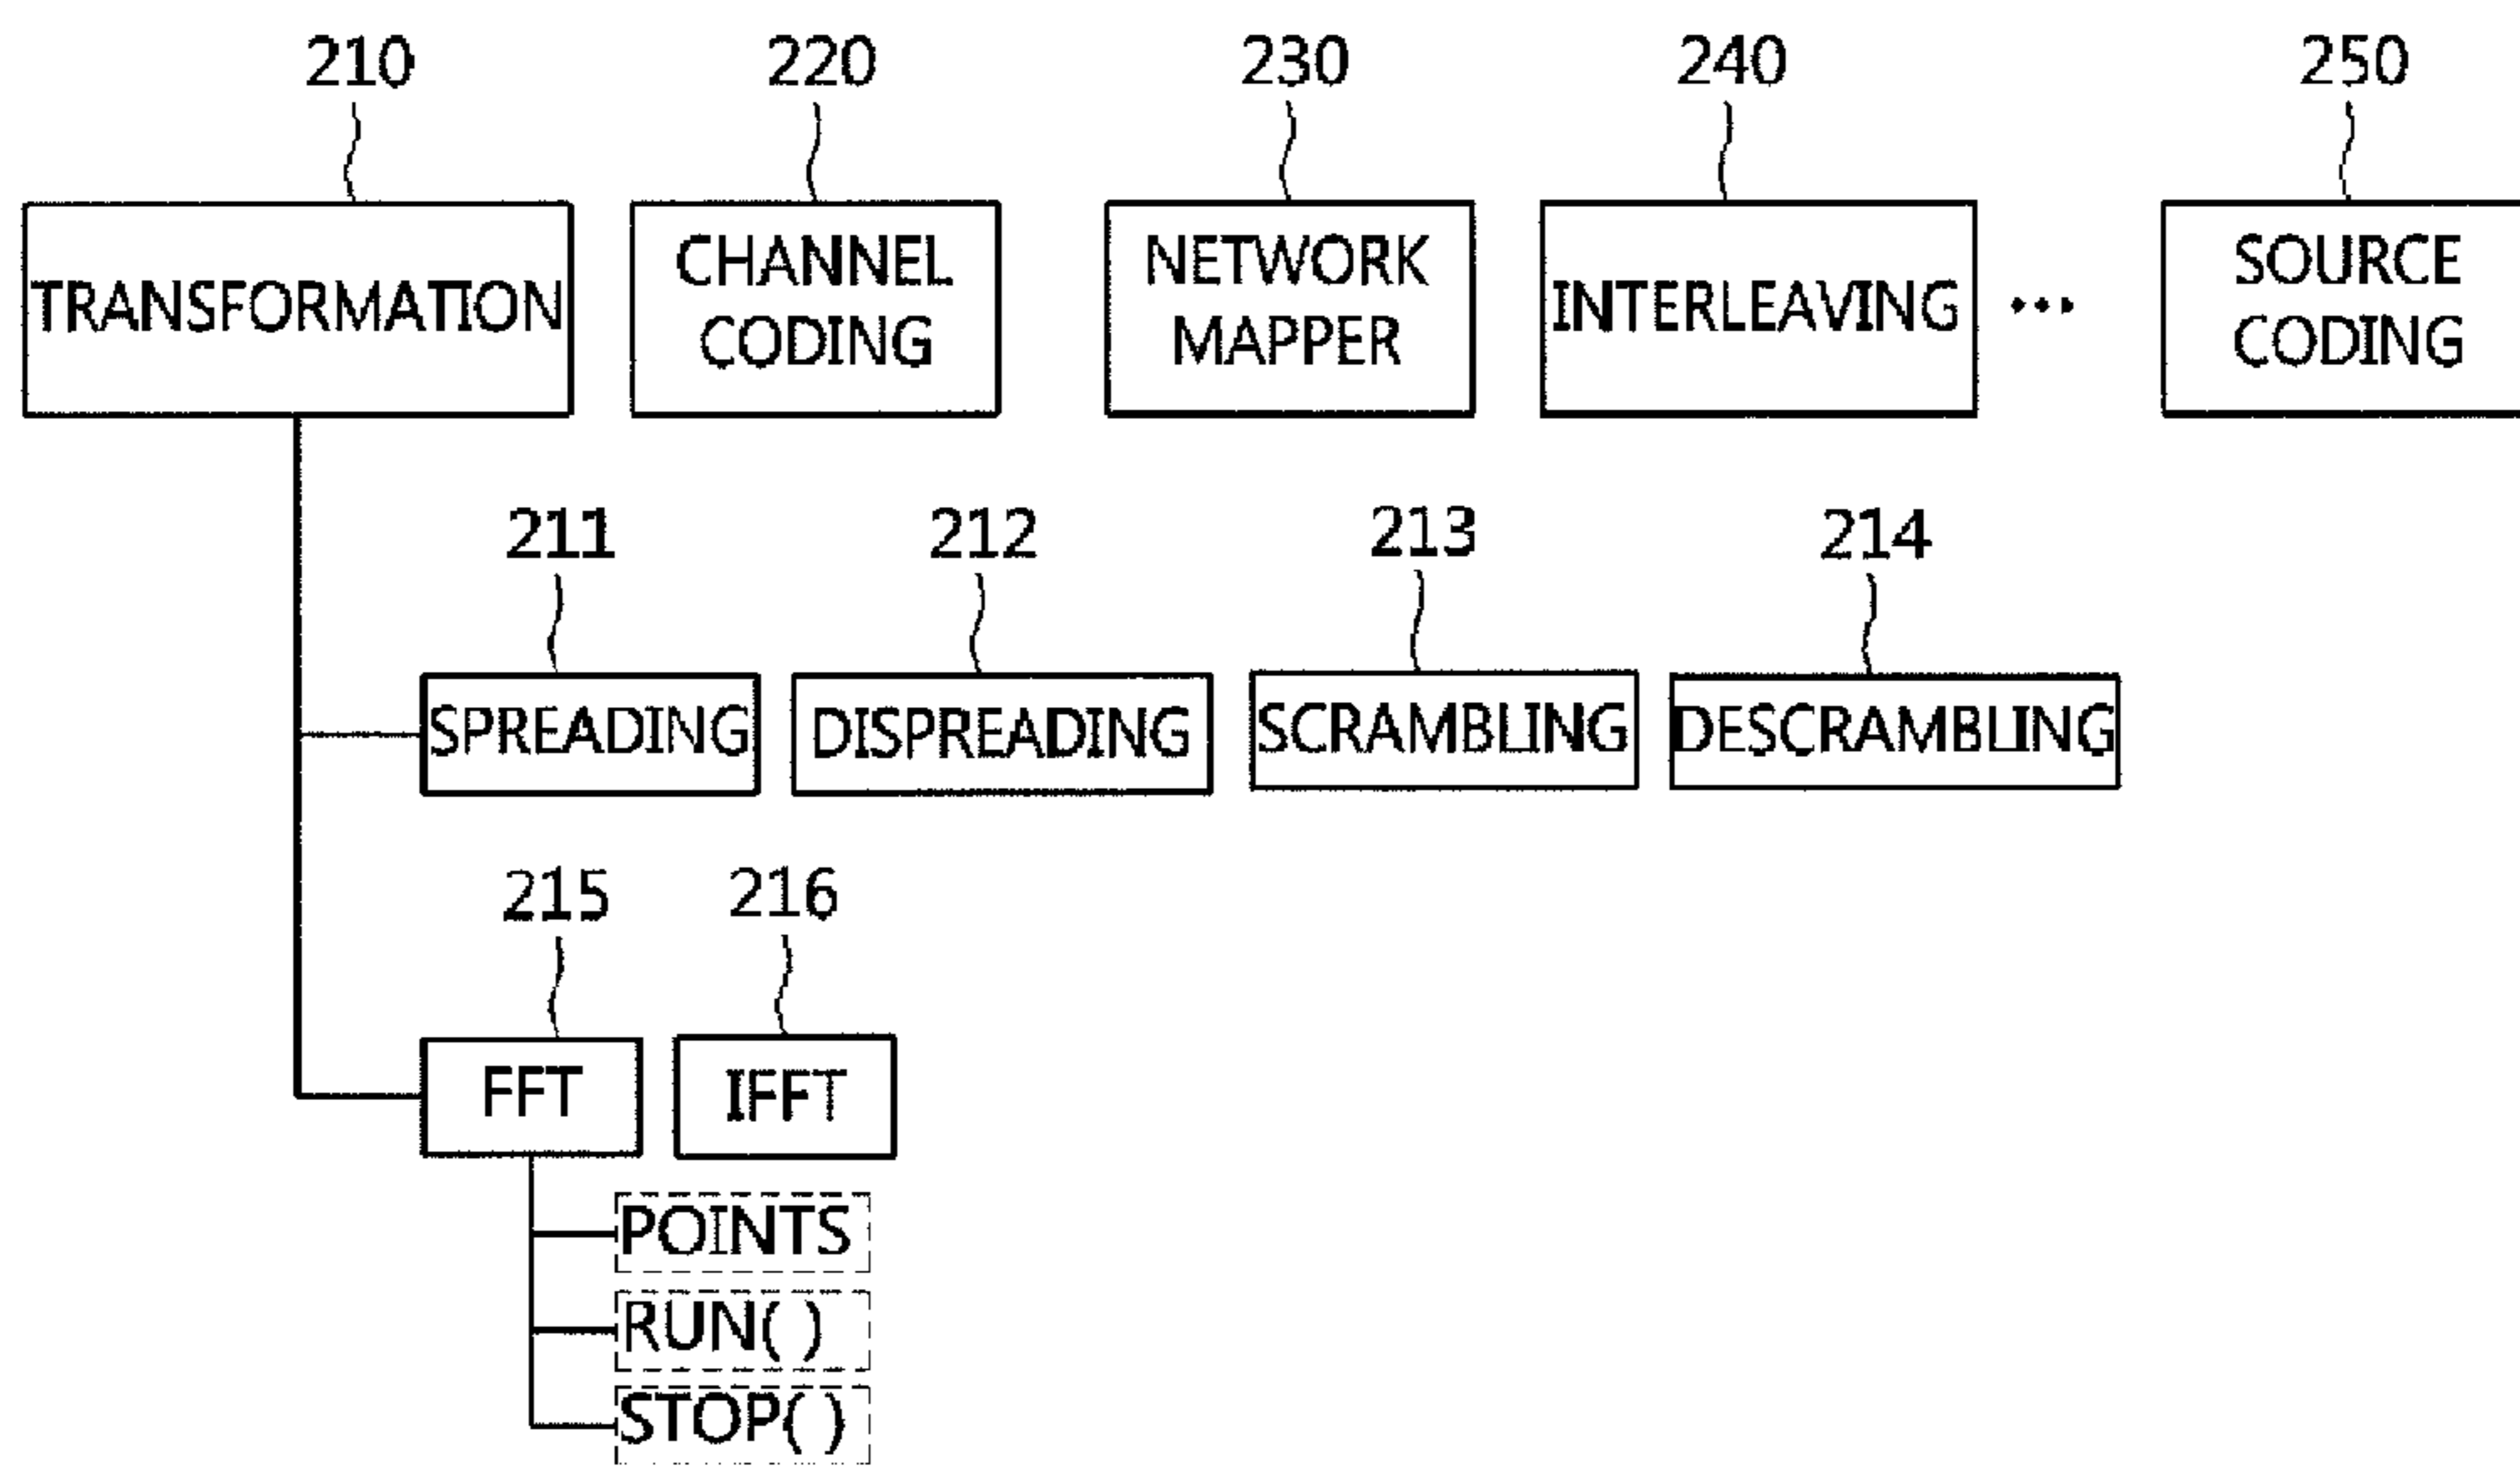 210 220 230 240 250
TRANSFORMATION
CHANNEL
CODING
NETWORK
MAPPER
INTERLEAVING
...
SOURCE
CODING
211 212 213 214
SPREADING DISPREADING SCRAMBLING DESCRAMBLING
215 216
FFT IFFT
POINTS
RUN( )
STOP( )